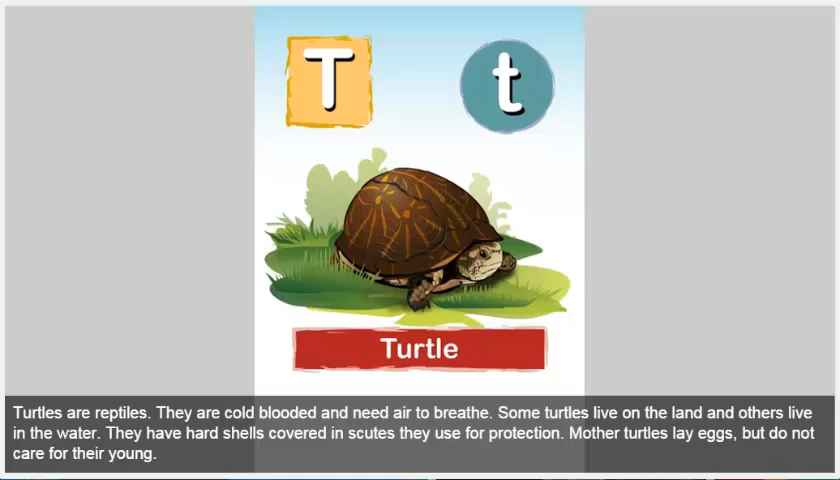 T t
Turtle
Turtles are reptiles. They are cold blooded and need air to breathe. Some turtles live on the land and others live
in the water. They have hard shells covered in scutes they use for protection. Mother turtles lay eggs, but do not
care for their young.